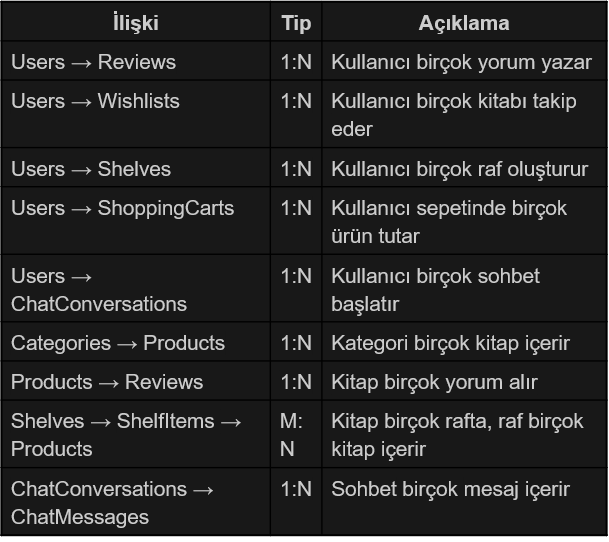 İlişki Tip Açıklama
Users → Reviews 1:N Kullanıcı birçok yorum yazar
Users → Wishlists 1:N Kullanıcı birçok kitabı takip
eder
Users → Shelves 1:N Kullanıcı birçok raf oluşturur
Users → ShoppingCarts 1:N Kullanıcı sepetinde birçok
ürün tutar
Users → 1:N Kullanıcı birçok sohbet
ChatConversations başlatır
Categories → Products 1:N Kategori birçok kitap içerir
Products → Reviews 1:N Kitap birçok yorum alır
Shelves → ShelfItems → M: Kitap birçok rafta, raf birçok
Products N kitap içerir
ChatConversations → 1:N Sohbet birçok mesaj içerir
ChatMessages